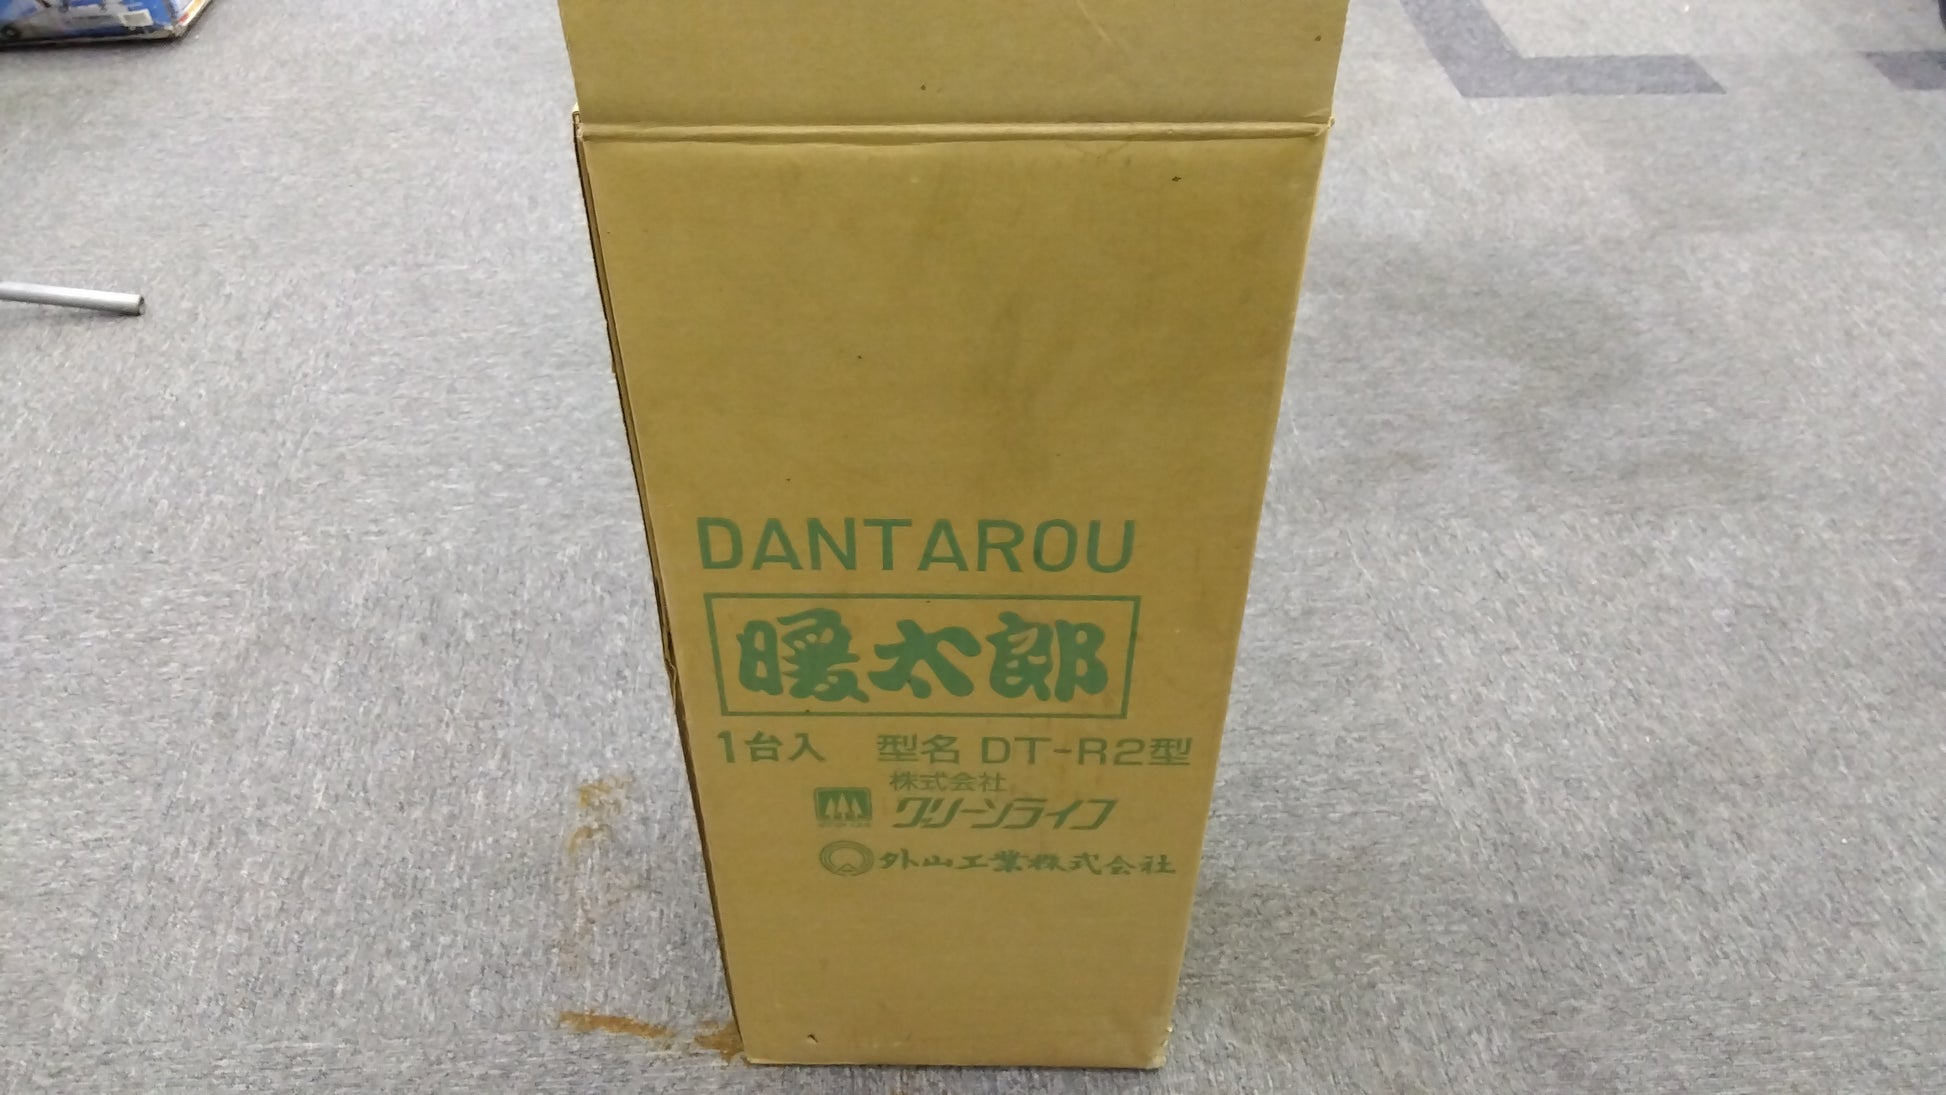 DANTAROU
暖太郎
1台入 型名 DT-R2型
株式会社
グリーンライフ
外山工業株式会社